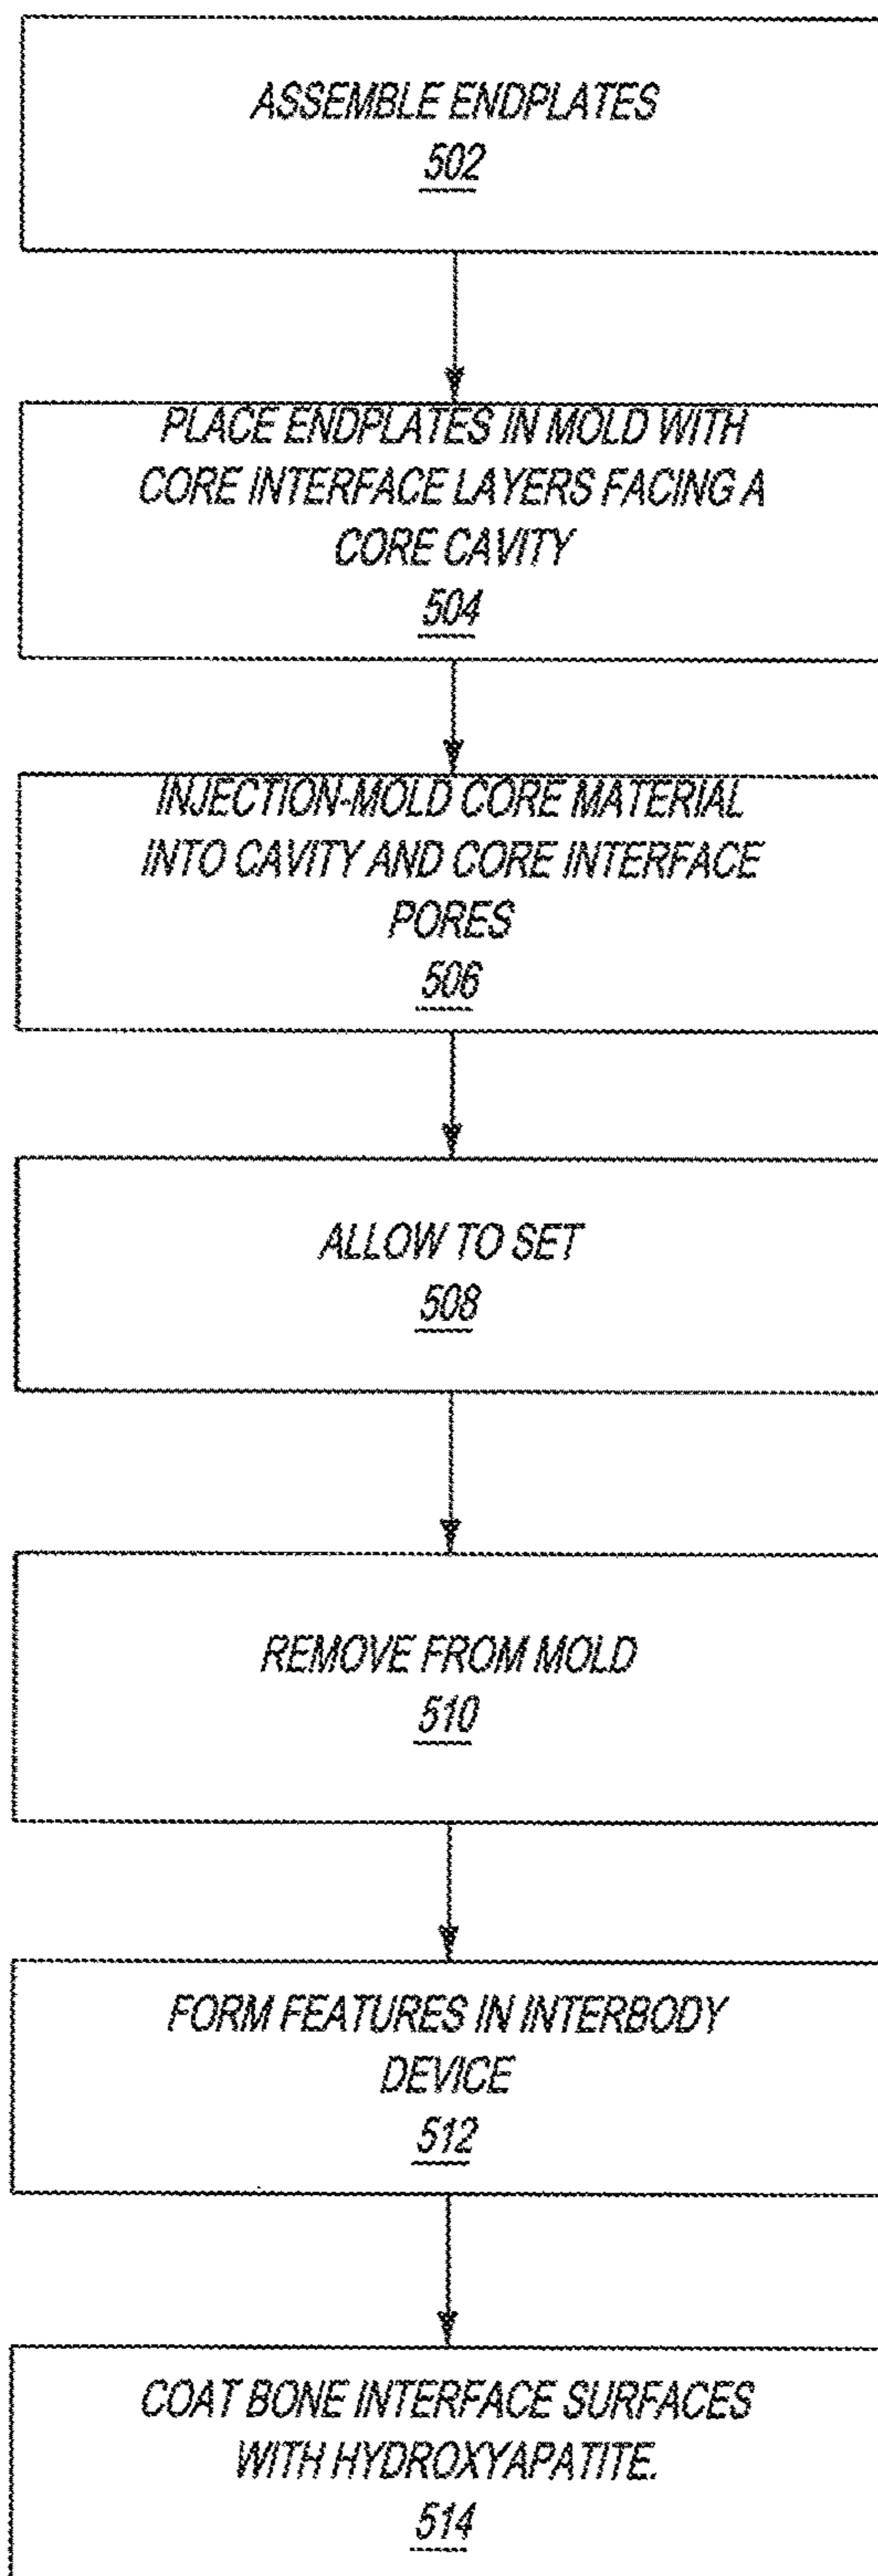 ASSEMBLE ENDPLATES
502
PLACE ENDPLATES IN MOLD WITH
CORE INTERFACE LAYERS FACING A
CORE CAVITY
504
INJECTION-MOLD CORE MATERIAL
INTO CAVITY AND CORE INTERFACE
PORES
506
ALLOW TO SET
508
REMOVE FROM MOLD
510
FORM FEATURES IN INTERBODY
DEVICE
512
COAT BONE INTERFACE SURFACES
WITH HYDROXYAPATITE.
514